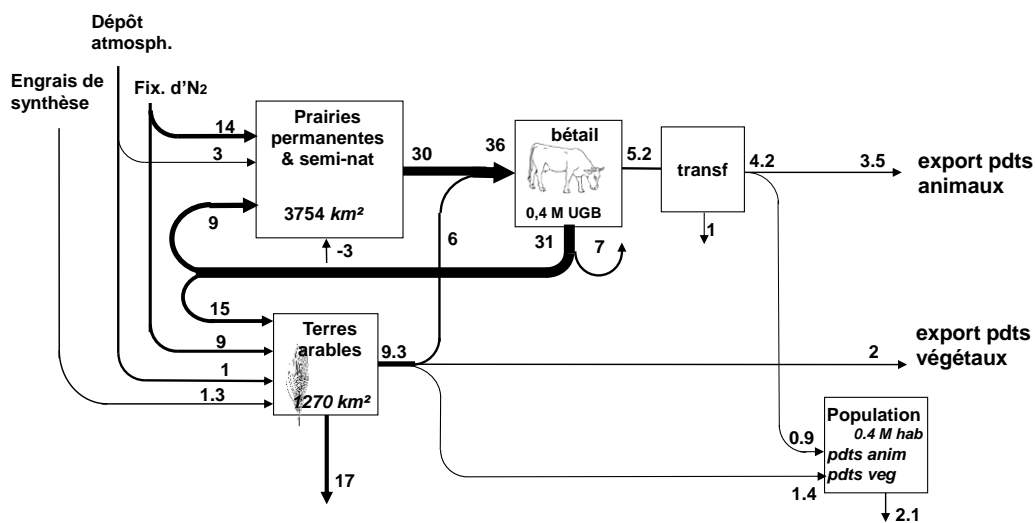 Dépôt
atmosph.
Engrais de
synthèse
Fix. d'N2
14
3
9
Prairies
permanentes
& semi-nat
3754 km²
-3
30
36
bétail
0,4 M UGB
5.2
transf
4.2
3.5
export pdts
animaux
1
6
31
7
15
9
1
1.3
Terres
arables
1270 km²
9.3
17
2
export pdts
végétaux
Population
0.4 M hab
pdts anim
pdts veg
0.9
1.4
2.1